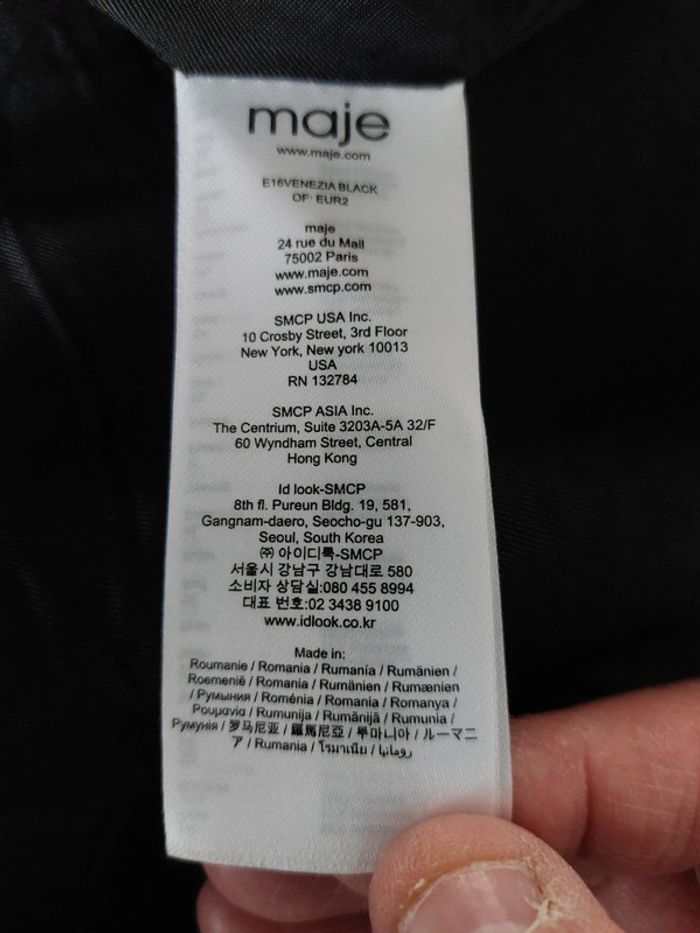 maje
www.maje.com
E16VENEZIA BLACK
OF: EUR2
maje
24 rue du Mail
75002 Paris
www.maje.com
www.smcp.com
SMCP USA Inc.
10 Crosby Street, 3rd Floor
New York, New york 10013
USA
RN 132784
SMCP ASIA Inc.
The Centrium, Suite 3203A-5A 32/F
60 Wyndham Street, Central
Hong Kong
Id look-SMCP
8th fl. Pureun Bldg. 19, 581,
Gangnam-daero, Seocho-gu 137-903,
Seoul, South Korea
㈜ 아이디룩-SMCP
서울시 강남구 강남대로 580
소비자 상담실:080 455 8994
대표 번호:02 3438 9100
www.idlook.co.kr
Made in:
Roumanie / Romania / Rumanía / Rumänien /
Roemenië / Romania / Rumänien / Rumænien
/ Румыния / Roménia / Romania / Romanya /
Ρουμανία / Rumunija / Rumānijā / Rumunia /
Румунія / 罗马尼亚 / 羅馬尼亞 / 루마니아 / ルーマニ
ア / Rumania / โรมาเนีย / رومانيا